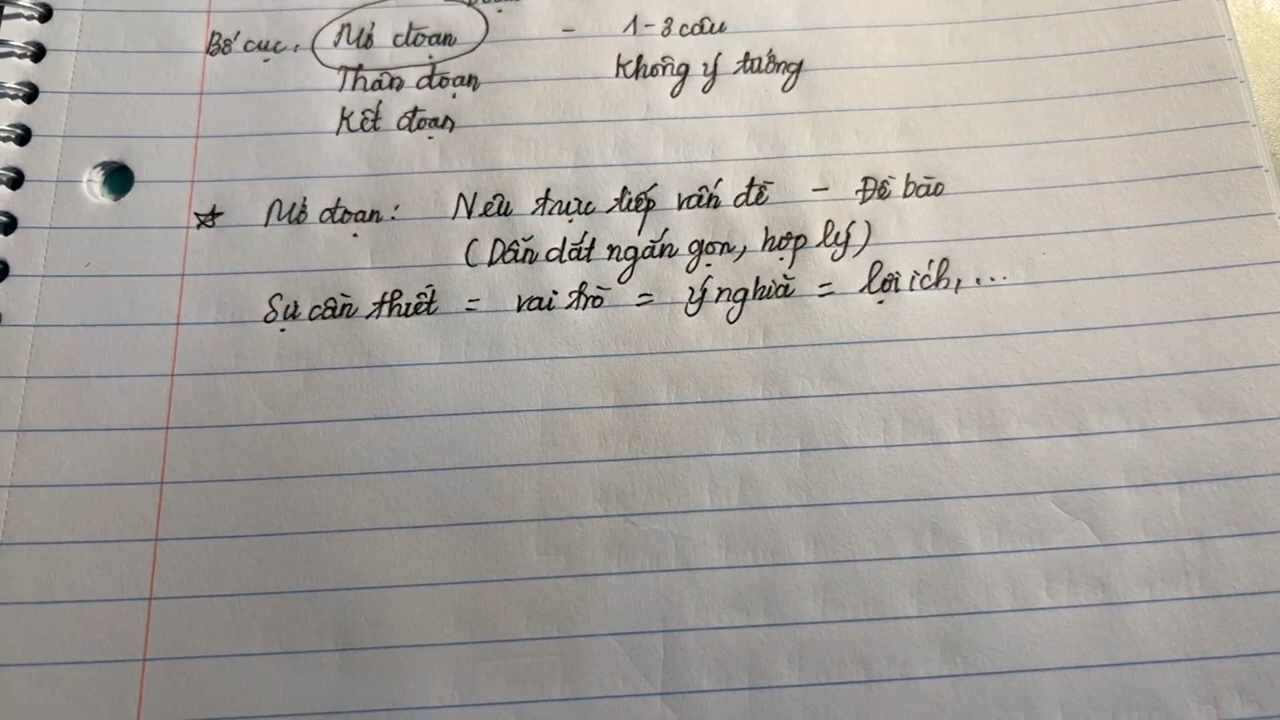 Bố cục: Mở đoạn - 1-3 câu
Thân đoạn Không ý tưởng
Kết đoạn
☆ Mở đoạn: Nêu trực tiếp vấn đề - Đề bào
(Dẫn dắt ngắn gọn, hợp lý)
Sự cần thiết = vai trò = ý nghĩa = lợi ích, ...